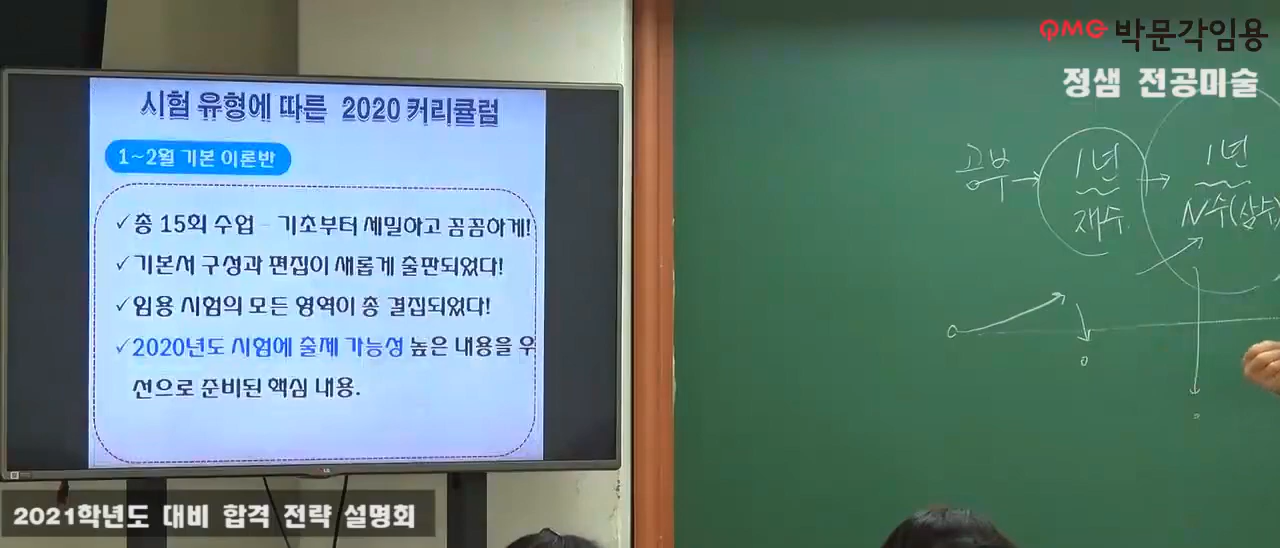 시험 유형에 따른 2020 커리큘럼
1~2월 기본 이론반
✓총 15회 수업 - 기초부터 세밀하고 꼼꼼하게!
✓기본서 구성과 편집이 새롭게 출판되었다!
✓임용 시험의 모든 영역이 총 결집되었다!
✓2020년도 시험에 출제 가능성 높은 내용을 우
선으로 준비된 핵심 내용.
LG
2021학년도 대비 합격 전략 설명회
PMG 박문각임용
정샘 전공미술
공부 → 1년 → 1년
재수 N수(삼수)